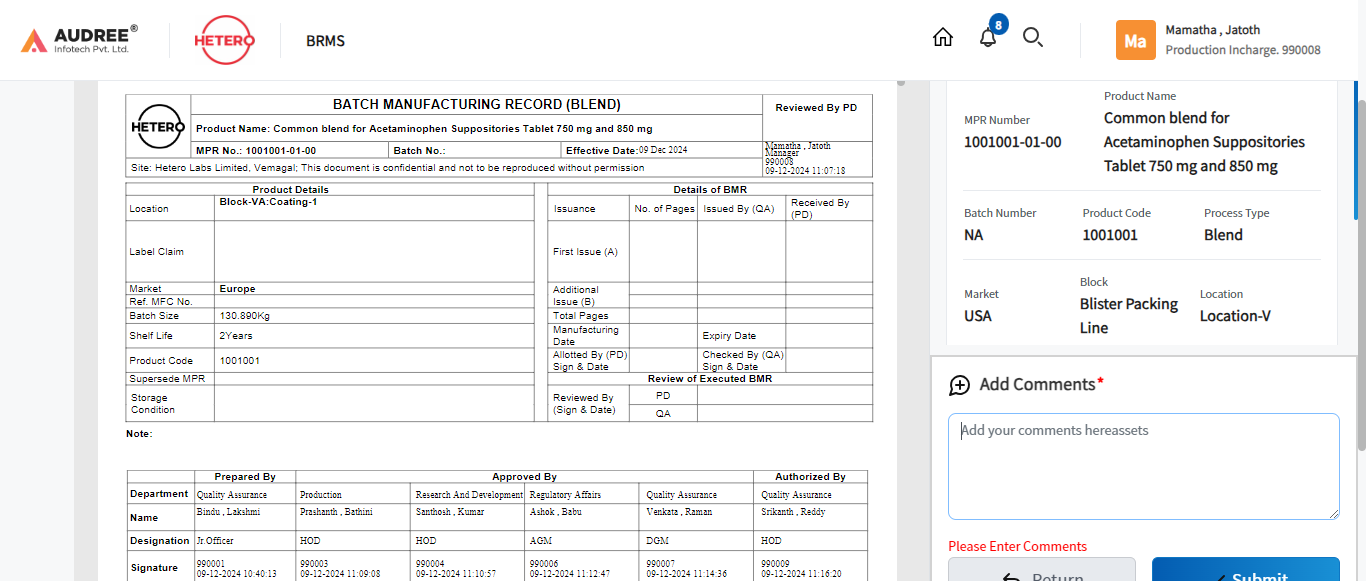 AUDREE®
Infotech Pvt. Ltd.
HETERO
BRMS
8
Ma
Mamatha , Jatoth
Production Incharge. 990008
HETERO
BATCH MANUFACTURING RECORD (BLEND)
Reviewed By PD
Product Name: Common blend for Acetaminophen Suppositories Tablet 750 mg and 850 mg
MPR No.: 1001001-01-00
Batch No.:
Effective Date:09 Dec 2024
Mamatha , Jatoth
Manager
990008
09-12-2024 11:07:18
Site: Hetero Labs Limited, Vemagal; This document is confidential and not to be reproduced without permission
Product Details
Details of BMR
Location
Block-VA:Coating-1
Issuance
No. of Pages
Issued By (QA)
Received By
(PD)
Label Claim
First Issue (A)
Market
Europe
Additional
Issue (B)
Ref. MFC No.
Batch Size
130.890Kg
Total Pages
Shelf Life
2Years
Manufacturing
Date
Expiry Date
Product Code
1001001
Allotted By (PD)
Sign & Date
Checked By (QA)
Sign & Date
Supersede MPR
Review of Executed BMR
Storage
Condition
Reviewed By
(Sign & Date)
PD
QA
Note:
Prepared By
Approved By
Authorized By
Department
Quality Assurance
Production
Research And Development
Regulatory Affairs
Quality Assurance
Quality Assurance
Name
Bindu , Lakshmi
Prashanth , Bathini
Santhosh , Kumar
Ashok , Babu
Venkata , Raman
Srikanth , Reddy
Designation
Jr.Officer
HOD
HOD
AGM
DGM
HOD
Signature
990001
09-12-2024 10:40:13
990003
09-12-2024 11:09:08
990004
09-12-2024 11:10:57
990006
09-12-2024 11:12:47
990007
09-12-2024 11:14:36
990009
09-12-2024 11:16:20
MPR Number
1001001-01-00
Product Name
Common blend for
Acetaminophen Suppositories
Tablet 750 mg and 850 mg
Batch Number
NA
Product Code
1001001
Process Type
Blend
Market
USA
Block
Blister Packing
Line
Location
Location-V
Add Comments*
Add your comments hereassets
Please Enter Comments
Return
Submit